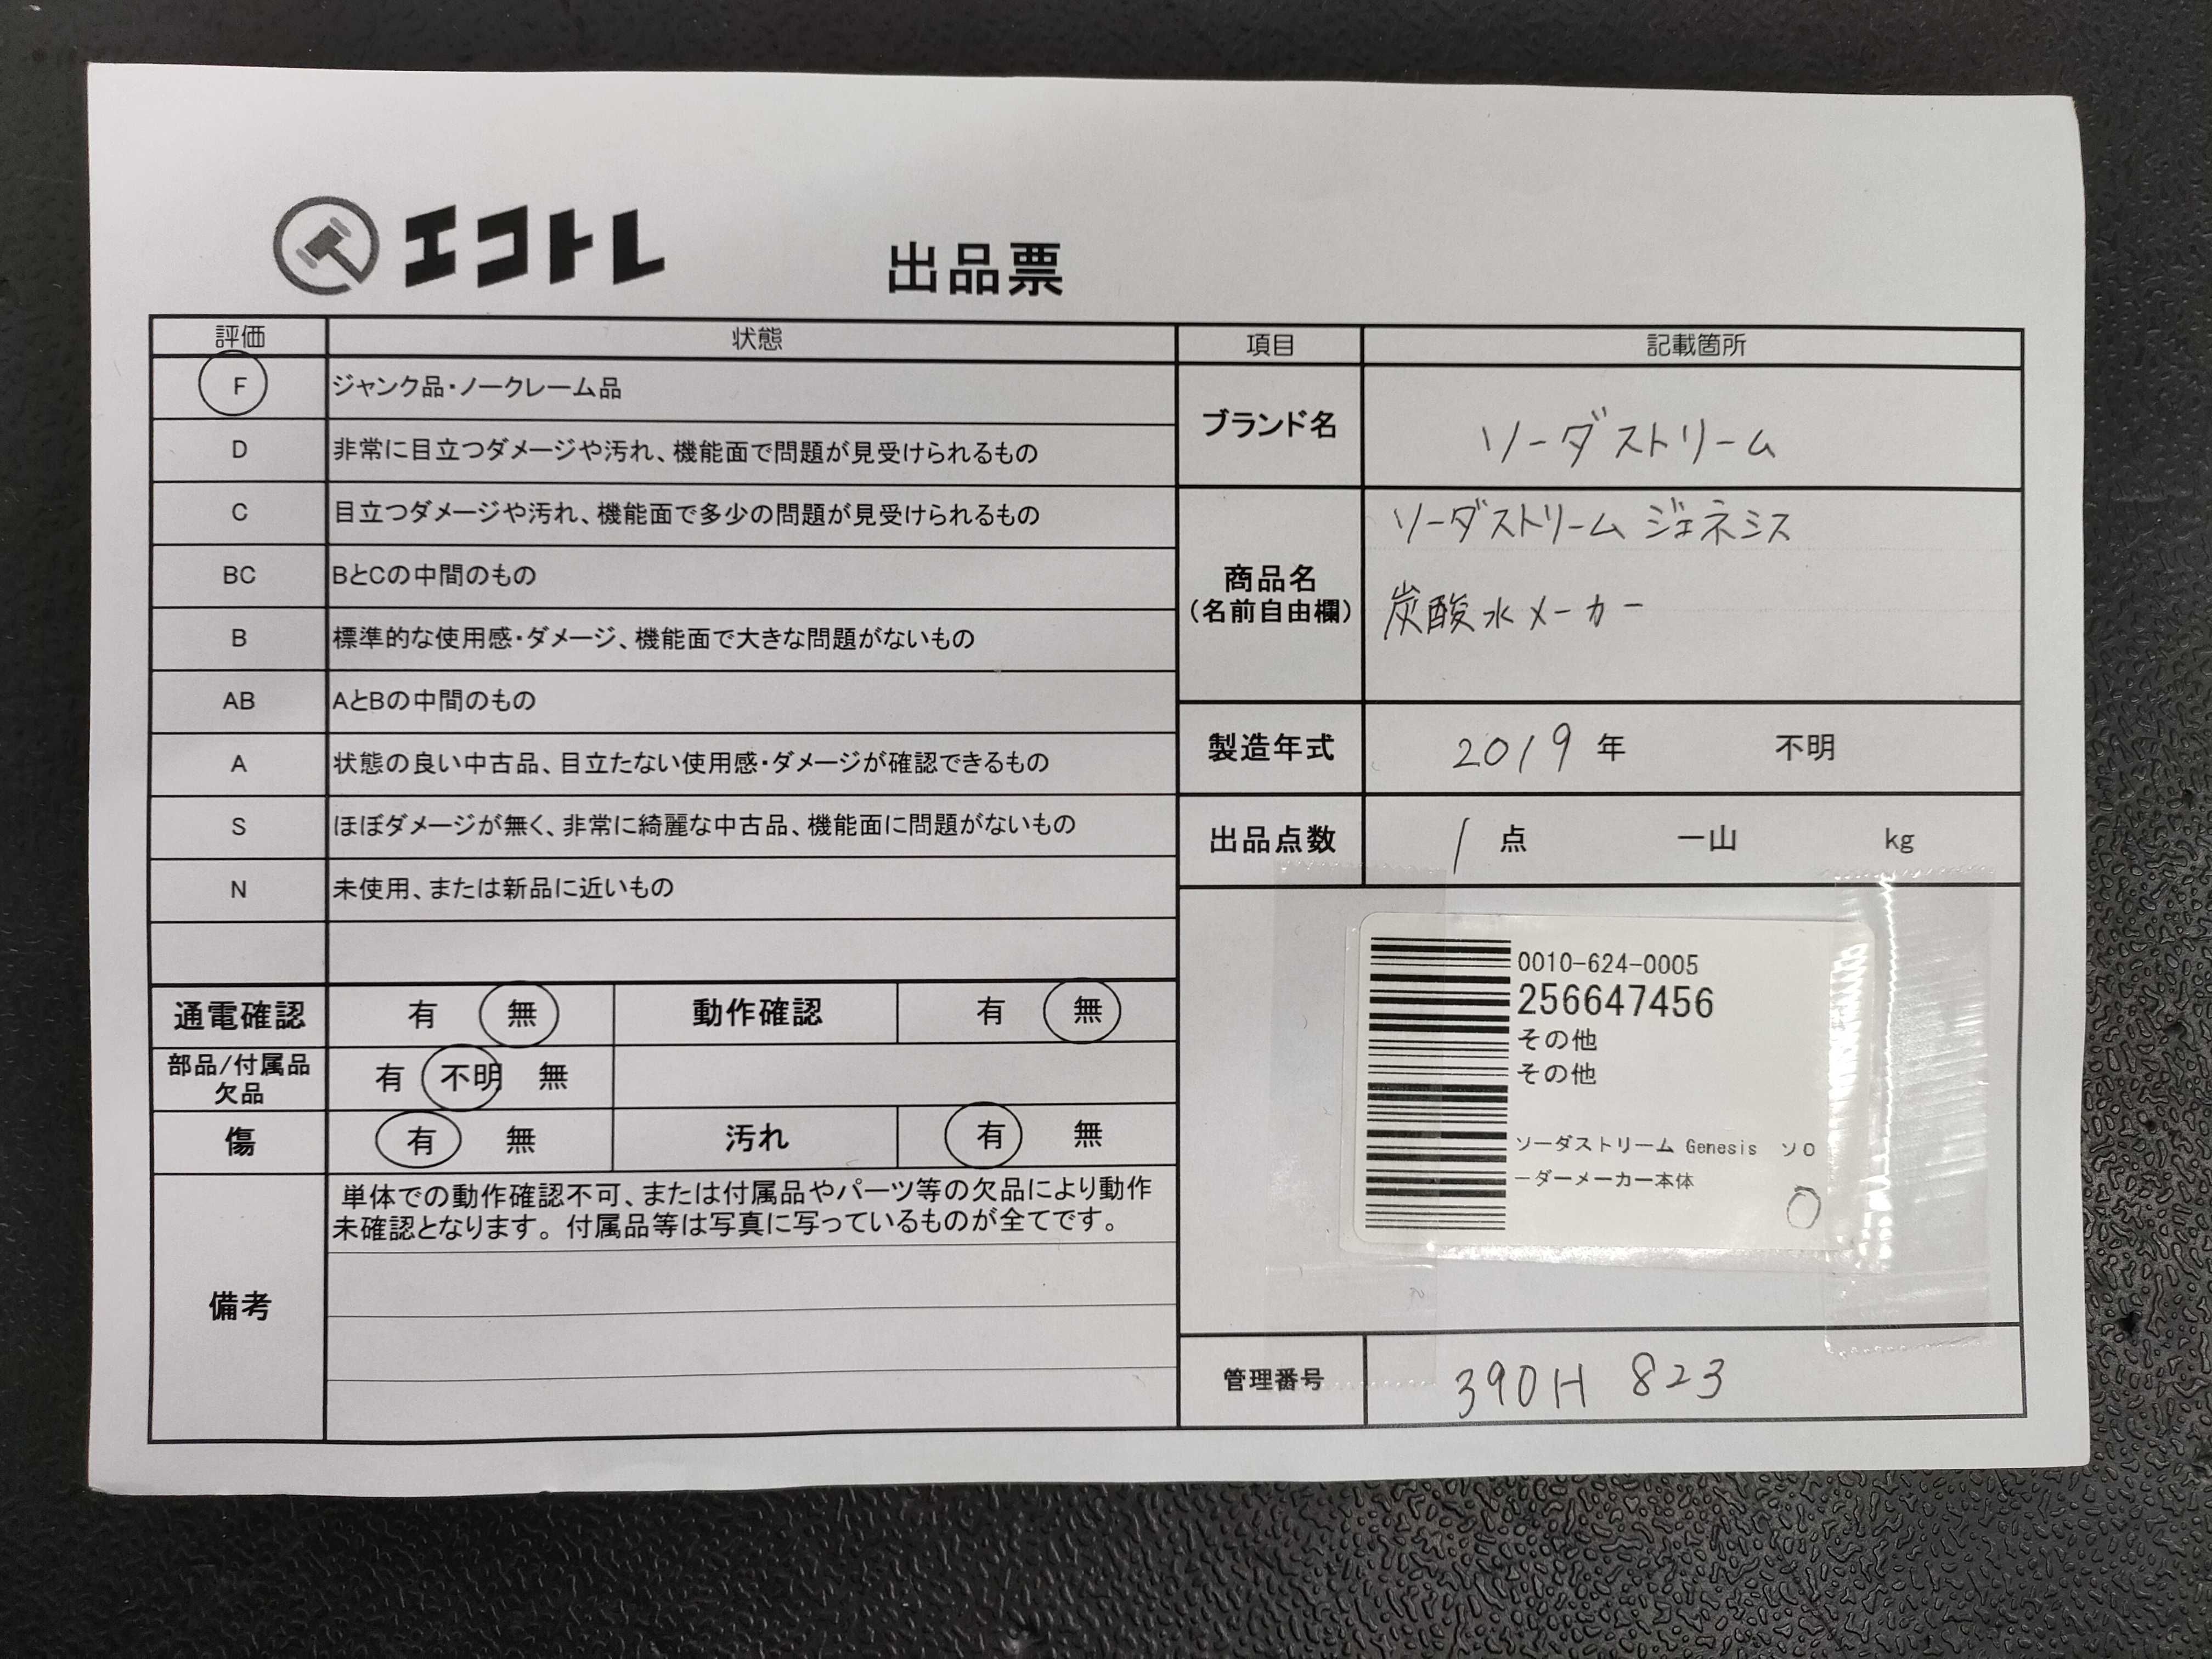 エコトレ
出品票
評価 状態
F ジャンク品・ノークレーム品
D 非常に目立つダメージや汚れ、機能面で問題が見受けられるもの
C 目立つダメージや汚れ、機能面で多少の問題が見受けられるもの
BC BとCの中間のもの
B 標準的な使用感・ダメージ、機能面で大きな問題がないもの
AB AとBの中間のもの
A 状態の良い中古品、目立たない使用感・ダメージが確認できるもの
S ほぼダメージが無く、非常に綺麗な中古品、機能面に問題がないもの
N 未使用、または新品に近いもの
通電確認 有 無 動作確認 有 無
部品/付属品
欠品 有 不明 無
傷 有 無 汚れ 有 無
備考
単体での動作確認不可、または付属品やパーツ等の欠品により動作
未確認となります。付属品等は写真に写っているものが全てです。
項目 記載箇所
ブランド名 ソーダストリーム
商品名
(名前自由欄)
ソーダストリーム ジェネシス
炭酸水メーカー
製造年式 2019 年 不明
出品点数 1 点 一山 kg
0010-624-0005
256647456
その他
その他
ソーダストリーム Genesis ソ0
ーダーメーカー本体
0
管理番号 390H 823